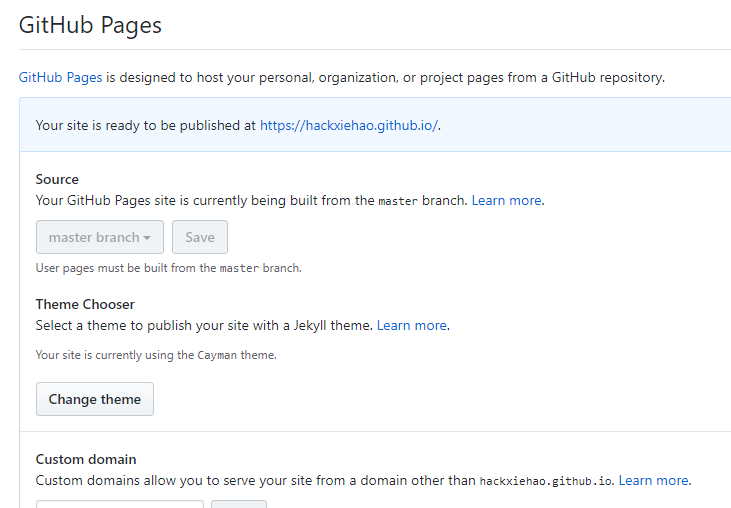 GitHub Pages
GitHub Pages is designed to host your personal, organization, or project pages from a GitHub repository.
Your site is ready to be published at https://hackxiehao.github.io/.
Source
Your GitHub Pages site is currently being built from the master branch. Learn more.
master branch Save
User pages must be built from the master branch.
Theme Chooser
Select a theme to publish your site with a Jekyll theme. Learn more.
Your site is currently using the Cayman theme.
Change theme
Custom domain
Custom domains allow you to serve your site from a domain other than hackxiehao.github.io. Learn more.